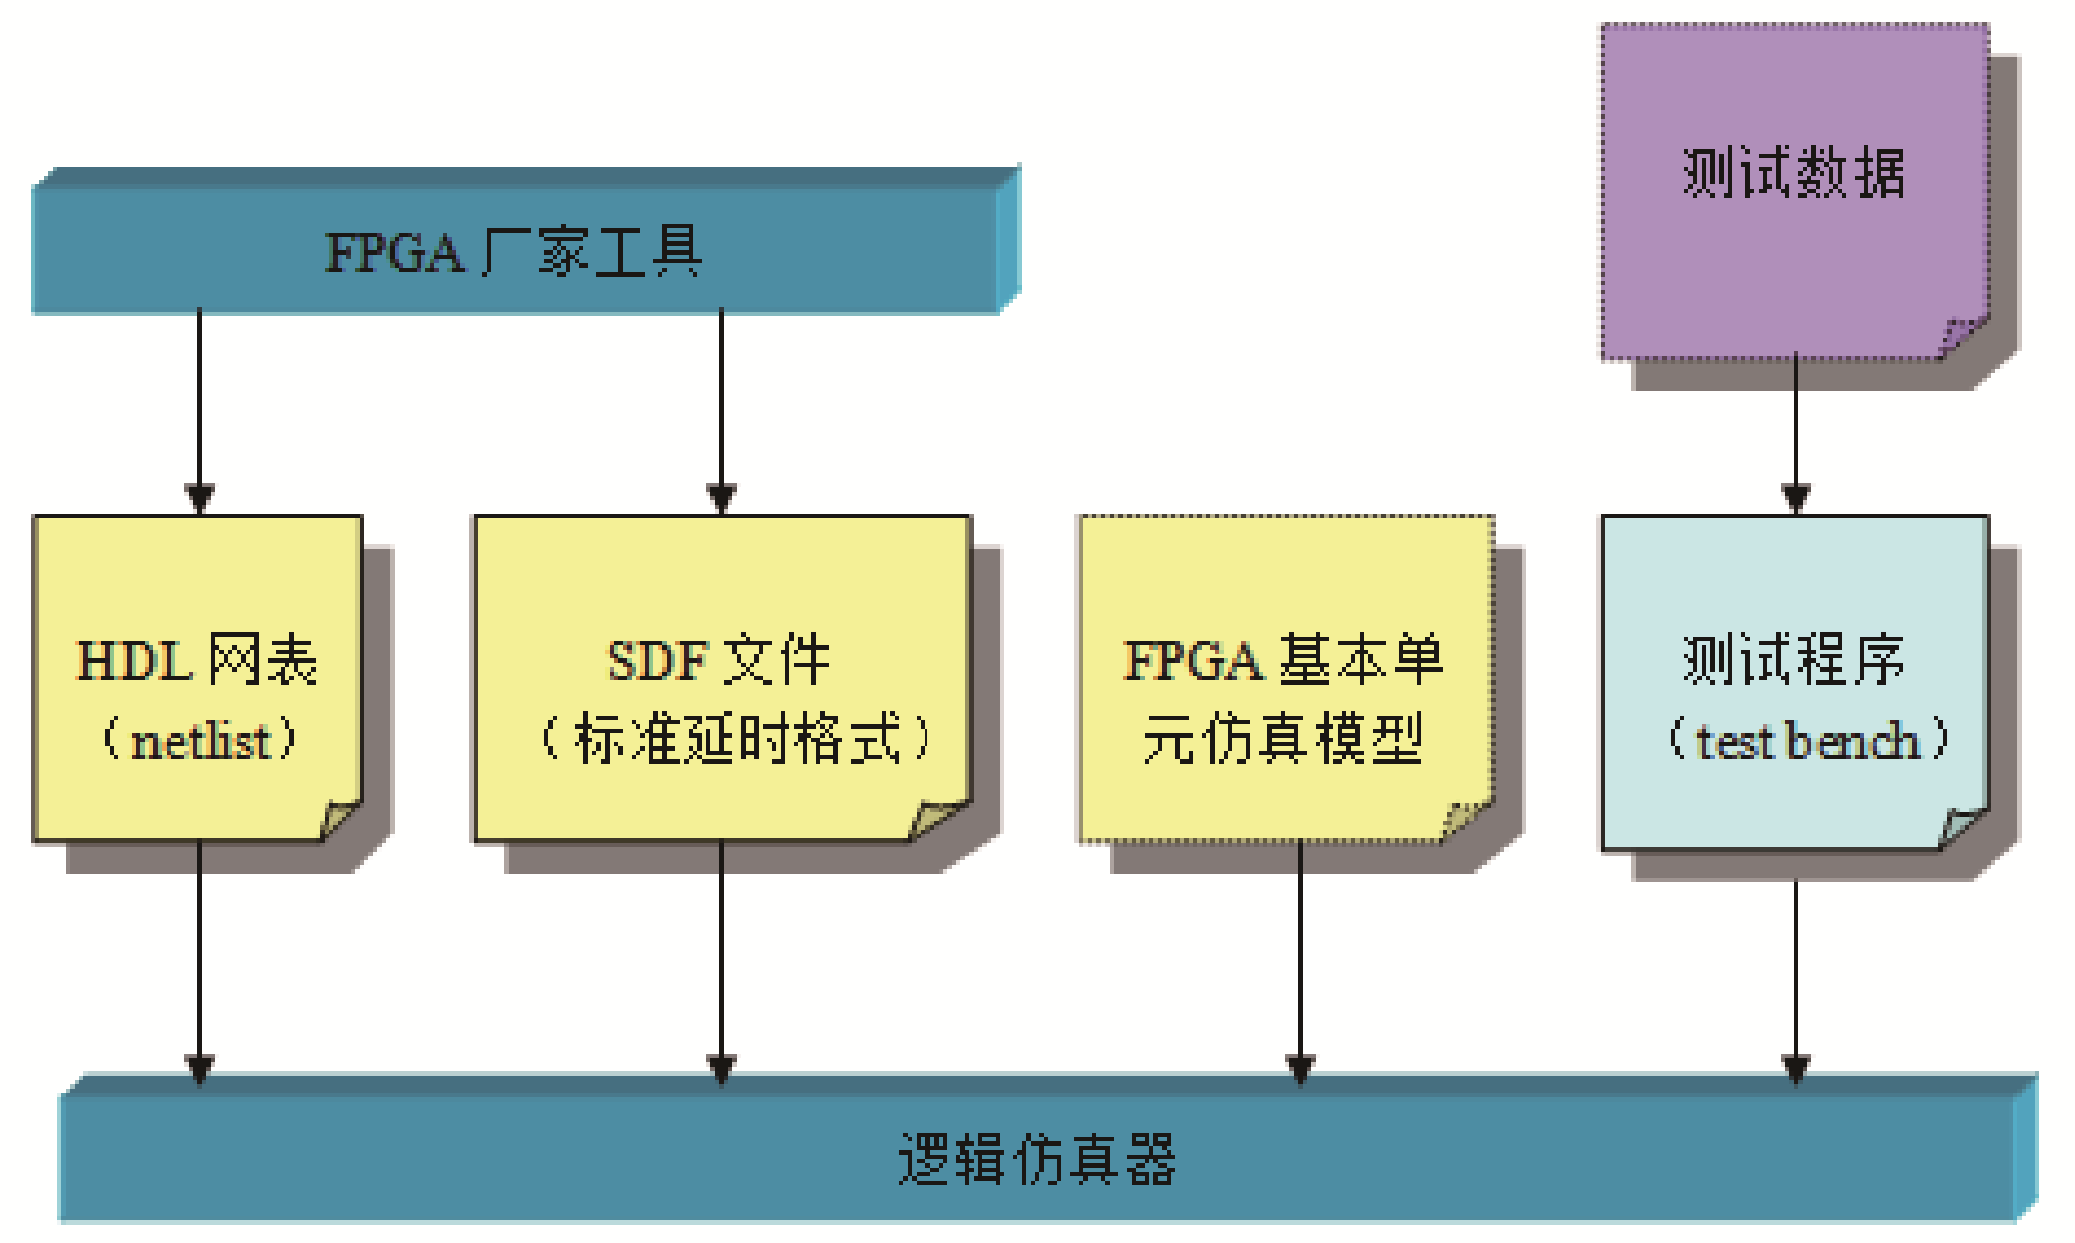 测试数据
FPGA 厂家工具
HDL 网表
（netlist）
SDF 文件
（标准延时格式）
FPGA 基本单
元仿真模型
测试程序
（test bench）
逻辑仿真器